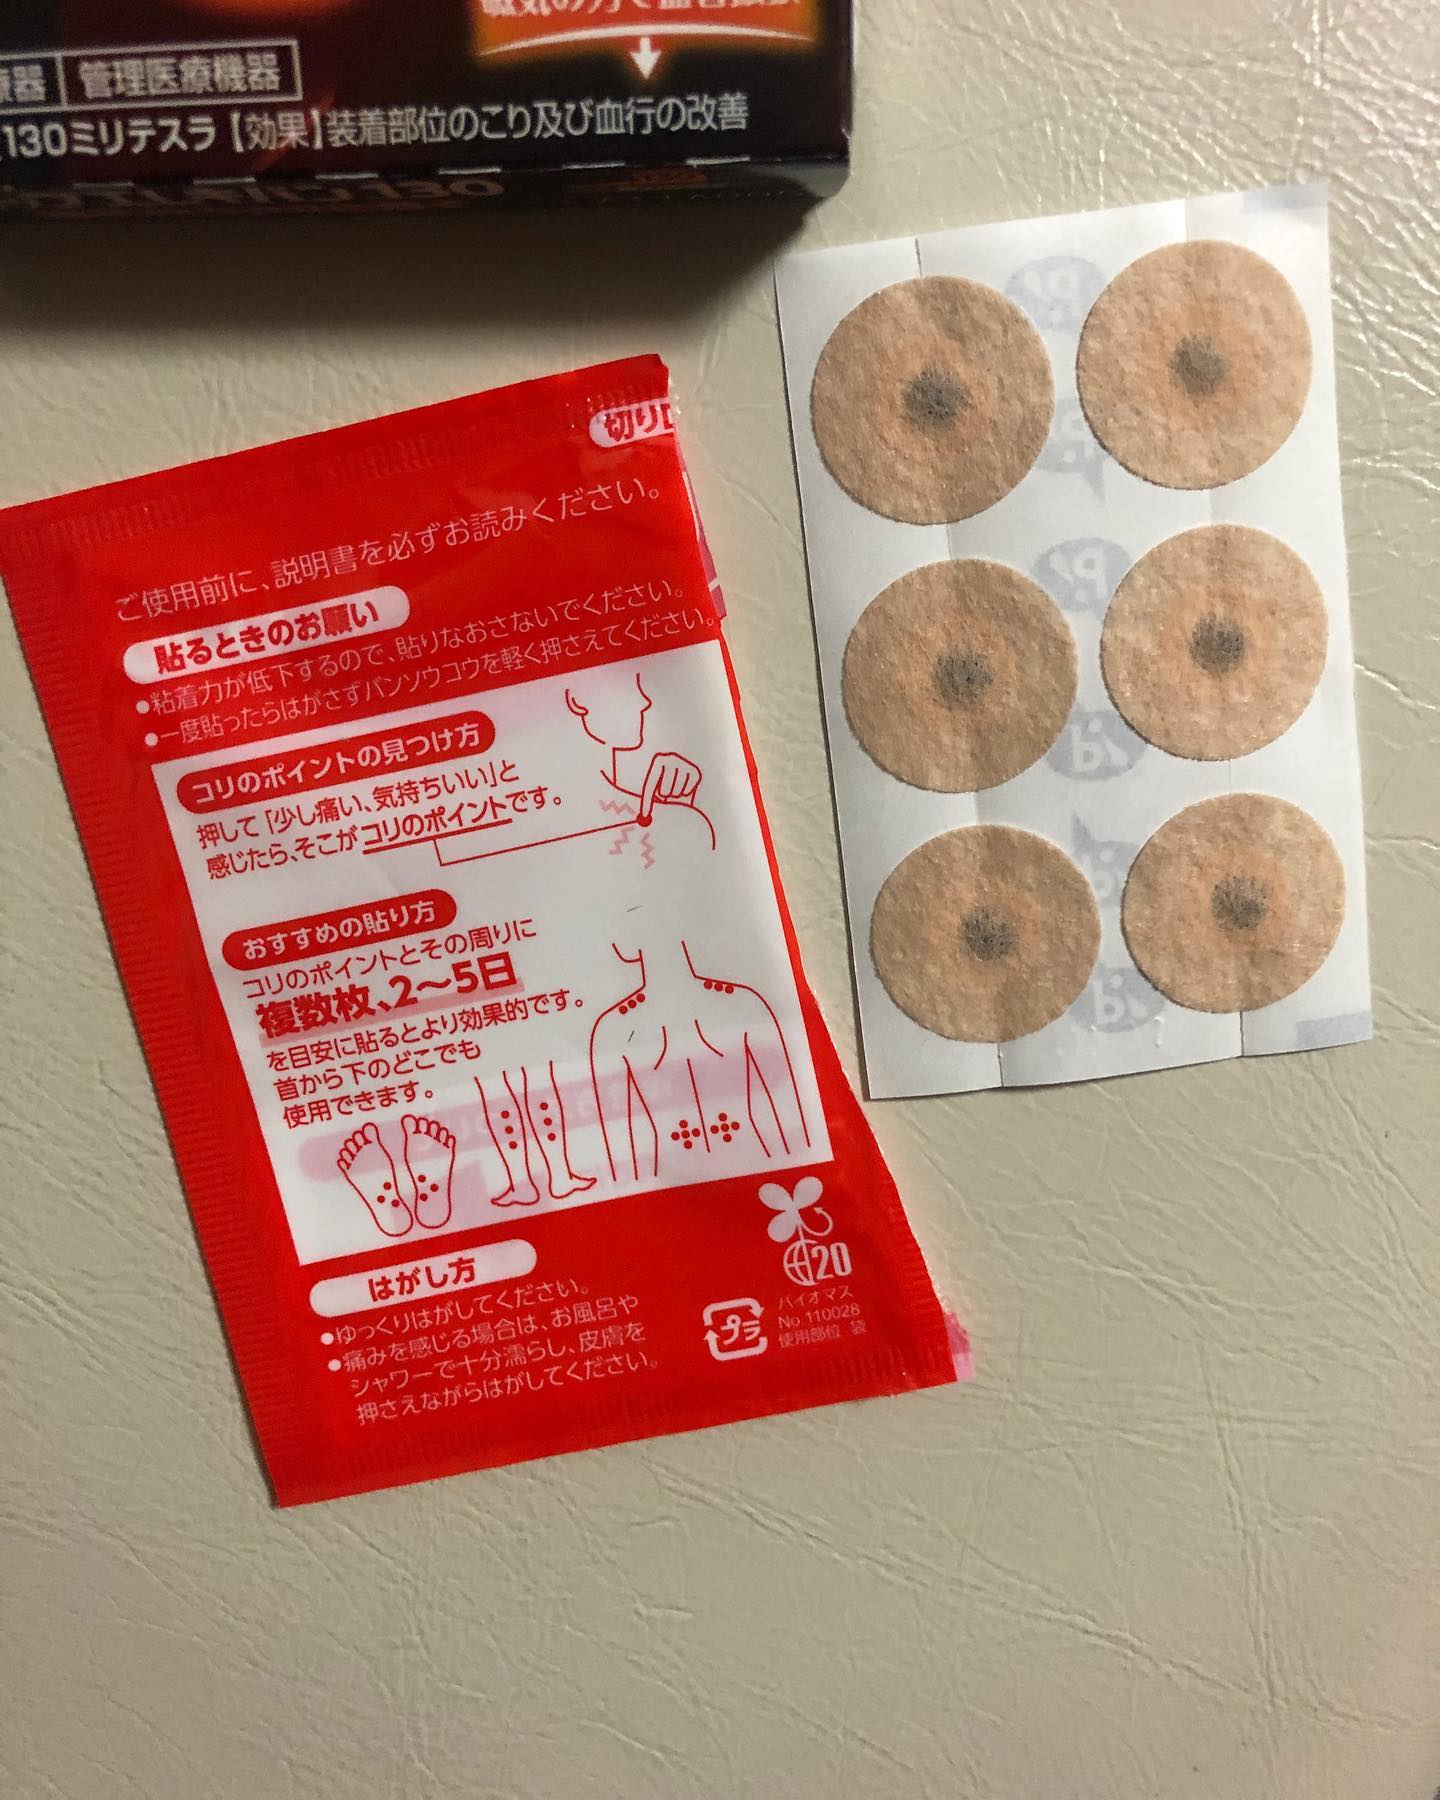 管理医療機器
130ミリテスラ【効果】装着部位のこり及び血行の改善
切り口
ご使用前に、説明書を必ずお読みください。
貼るときのお願い
●粘着力が低下するので、貼りなおさないでください。
●一度貼ったらはがさずバンソウコウを軽く押さえてください。
コリのポイントの見つけ方
押して「少し痛い、気持ちいい」と
感じたら、そこがコリのポイントです。
おすすめの貼り方
コリのポイントとその周りに
複数枚、2〜5日
を目安に貼るとより効果的です。
首から下のどこでも
使用できます。
はがし方
●ゆっくりはがしてください。
●痛みを感じる場合は、お風呂や
シャワーで十分濡らし、皮膚を
押さえながらはがしてください。
プラ
20
バイオマス
No 110028
使用部位 袋